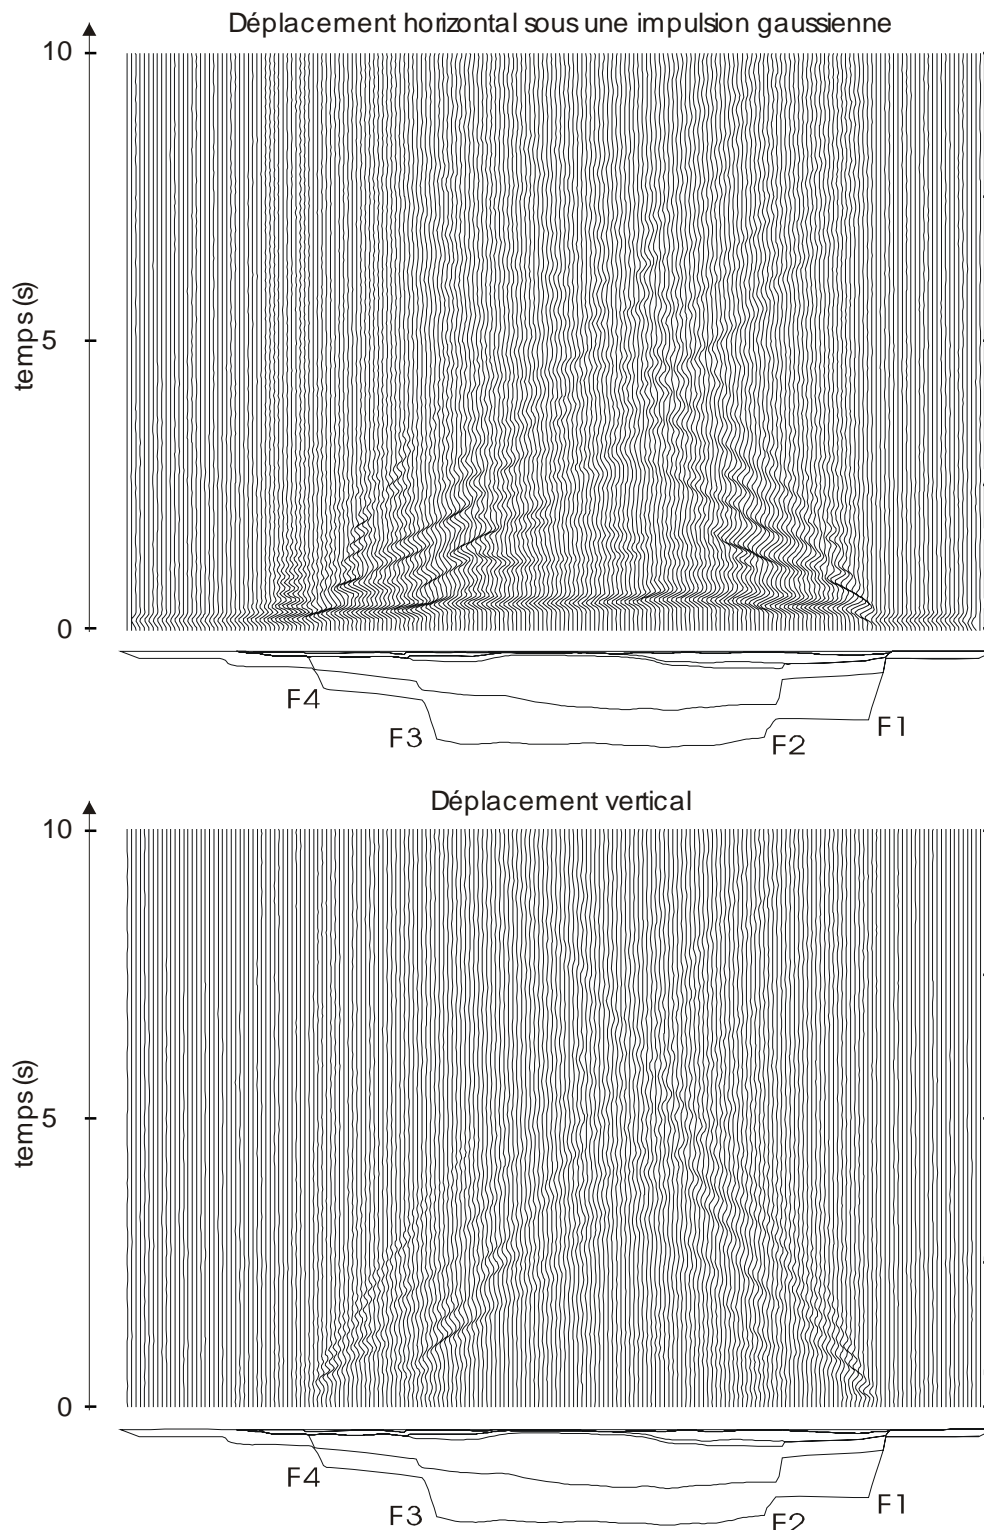 Déplacement horizontal sous une impulsion gaussienne
10
temps (s)
5
0
F4
F3
F2
F1
Déplacement vertical
10
temps (s)
5
0
F4
F3
F2
F1